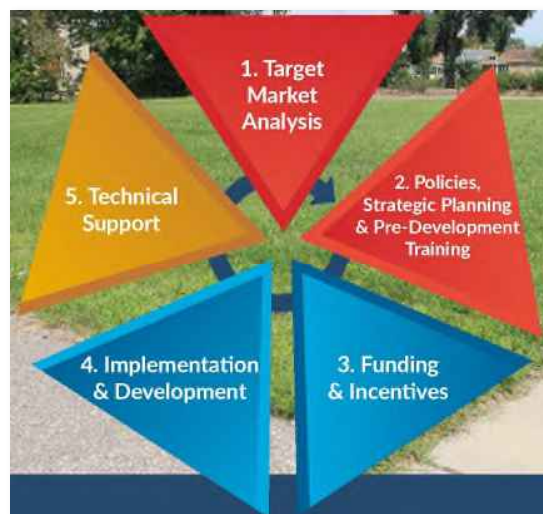 1. Target
Market
Analysis
2. Policies,
Strategic Planning
& Pre-Development
Training
3. Funding
& Incentives
4. Implementation
& Development
5. Technical
Support